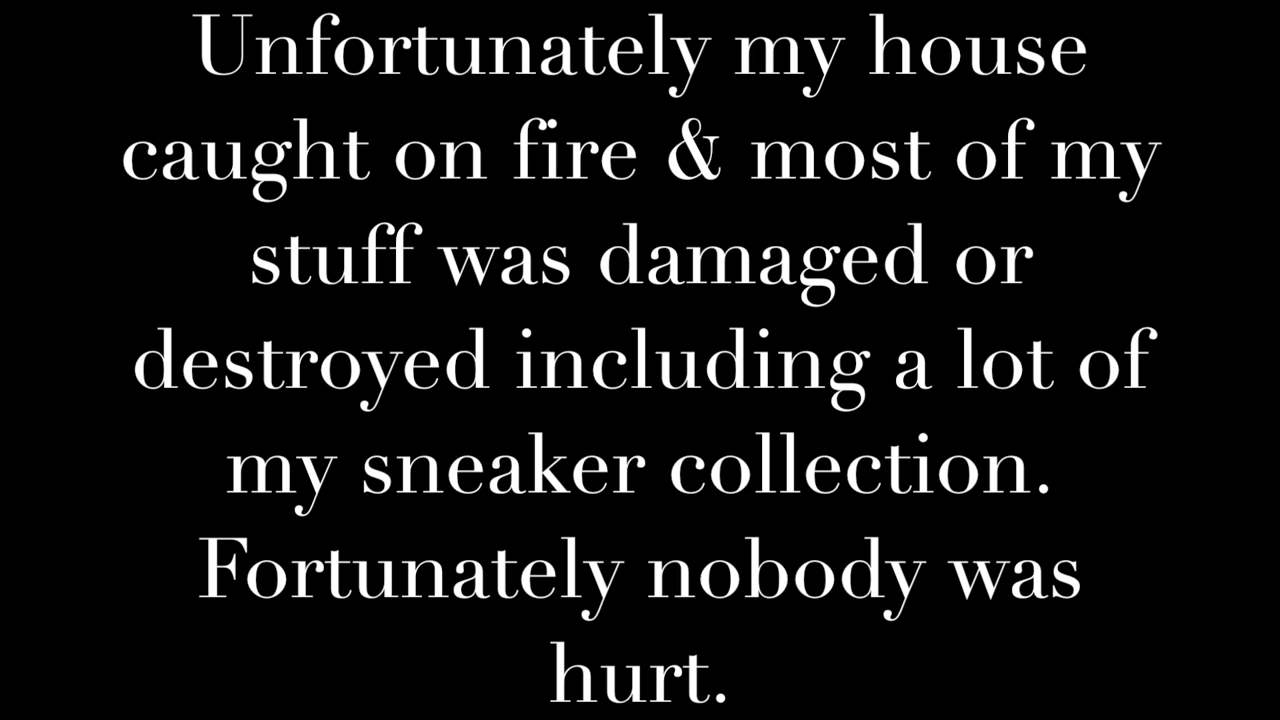 Unfortunately my house
caught on fire & most of my
stuff was damaged or
destroyed including a lot of
my sneaker collection.
Fortunately nobody was
hurt.